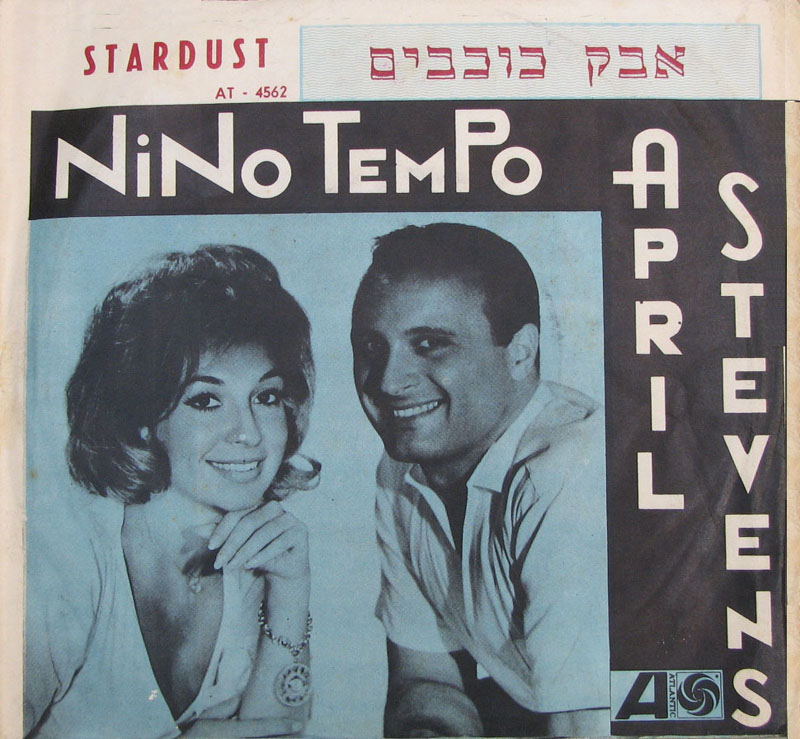 STARDUST
אבק כוכבים
AT - 4562
NiNo TemPo
APRIL
STEVENS
A
ATLANTIC